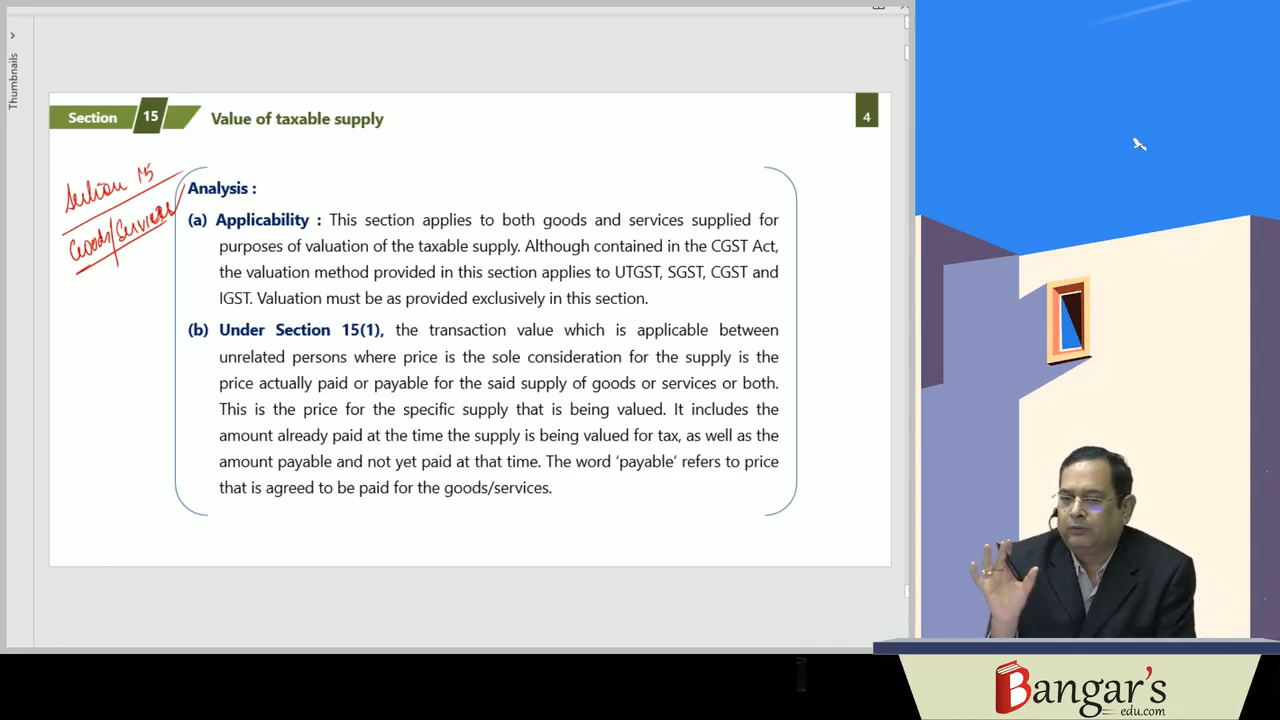 Thumbnails
Section 15 Value of taxable supply 4
Section 15
Goods/Services
Analysis :
(a) Applicability : This section applies to both goods and services supplied for
purposes of valuation of the taxable supply. Although contained in the CGST Act,
the valuation method provided in this section applies to UTGST, SGST, CGST and
IGST. Valuation must be as provided exclusively in this section.
(b) Under Section 15(1), the transaction value which is applicable between
unrelated persons where price is the sole consideration for the supply is the
price actually paid or payable for the said supply of goods or services or both.
This is the price for the specific supply that is being valued. It includes the
amount already paid at the time the supply is being valued for tax, as well as the
amount payable and not yet paid at that time. The word ‘payable’ refers to price
that is agreed to be paid for the goods/services.
Bangar's
edu.com